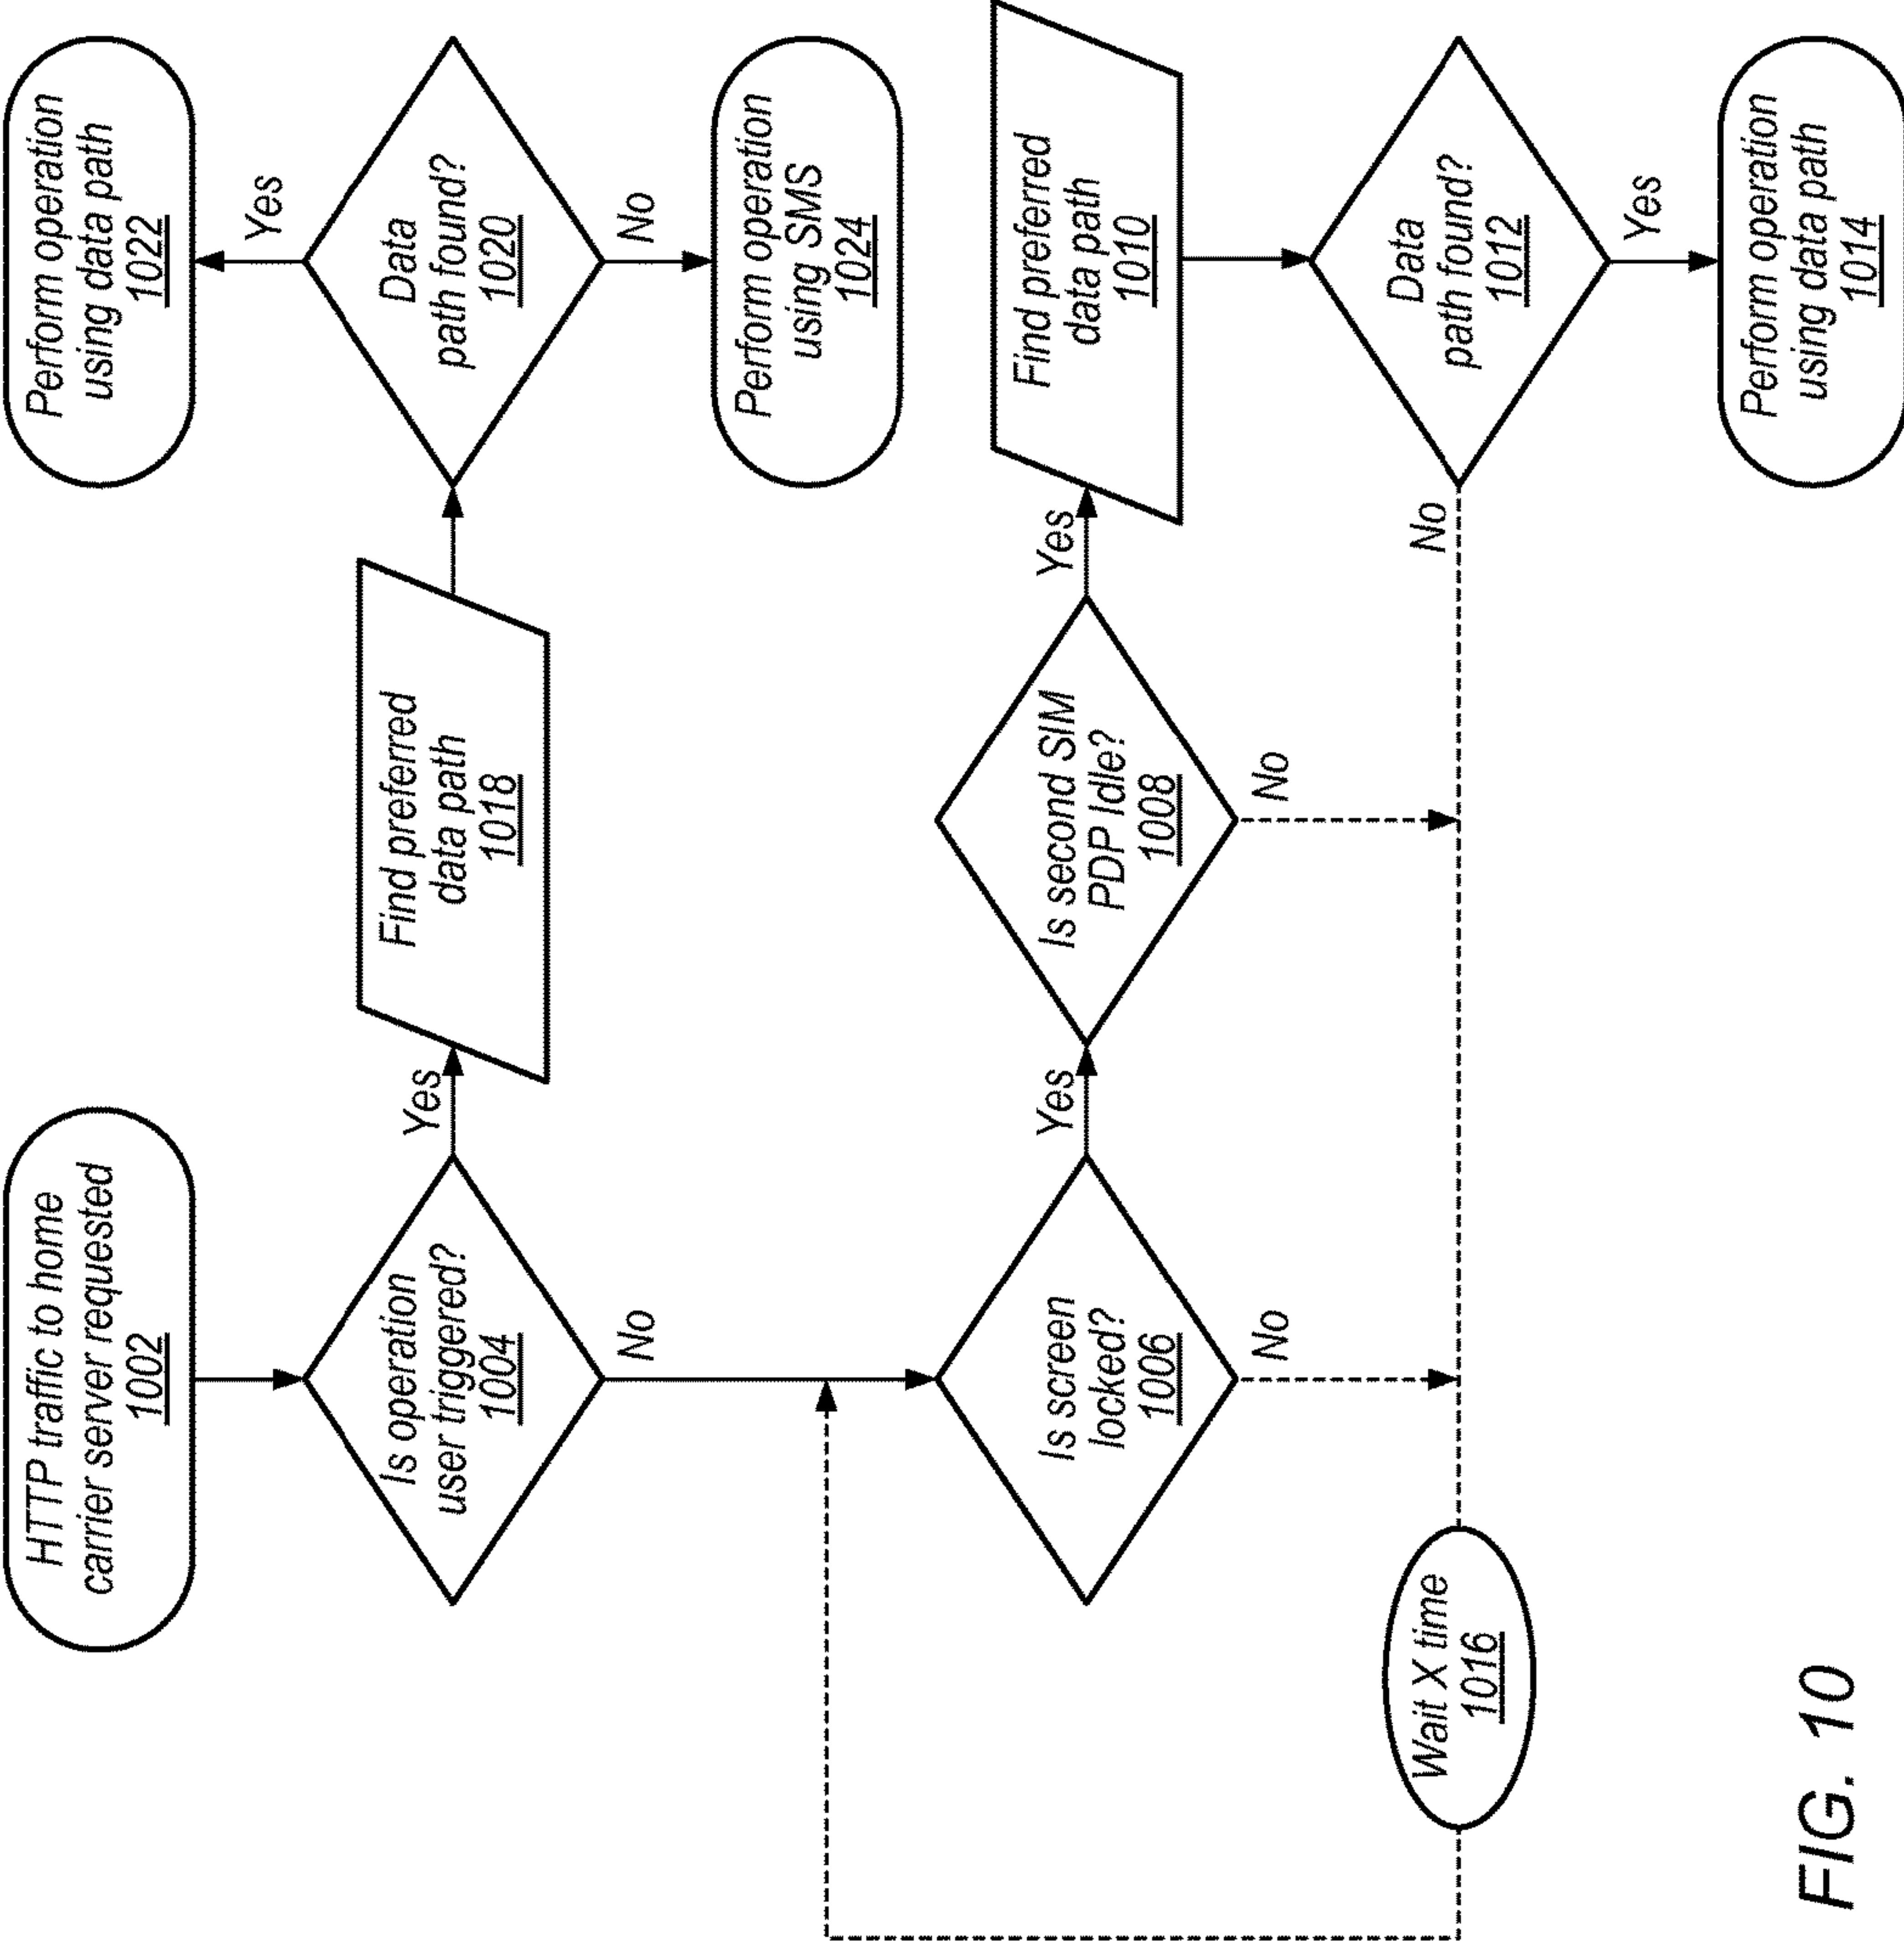 HTTP traffic to home
carrier server requested
1002
Is operation
user triggered?
1004
Yes
No
Find preferred
data path
1018
Data
path found?
1020
Yes
No
Perform operation
using data path
1022
Perform operation
using SMS
1024
Is screen
locked?
1006
Yes
No
Is second SIM
PDP Idle?
1008
Yes
No
Find preferred
data path
1010
Data
path found?
1012
No
Yes
Perform operation
using data path
1014
Wait X time
1016
FIG. 10